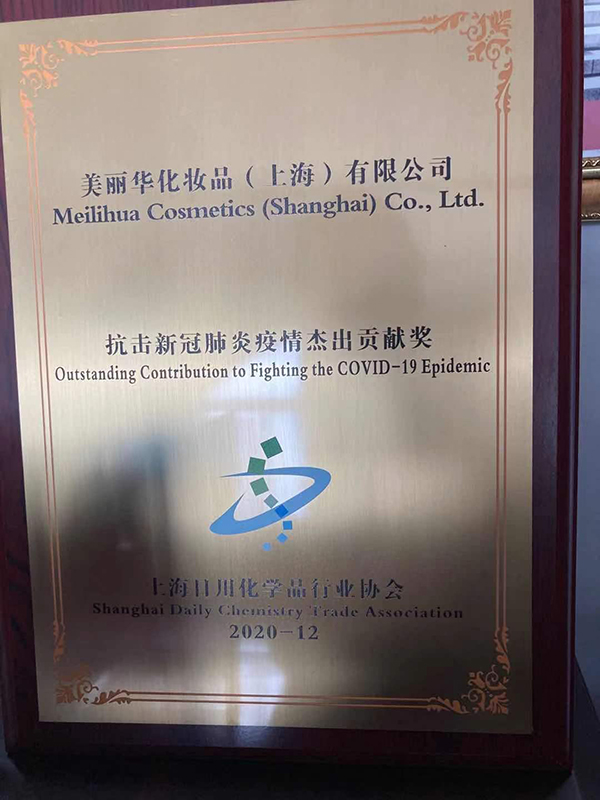 美丽华化妆品（上海）有限公司
Meilihua Cosmetics (Shanghai) Co., Ltd.
抗击新冠肺炎疫情杰出贡献奖
Outstanding Contribution to Fighting the COVID-19 Epidemic
上海日用化学品行业协会
Shanghai Daily Chemistry Trade Association
2020-12